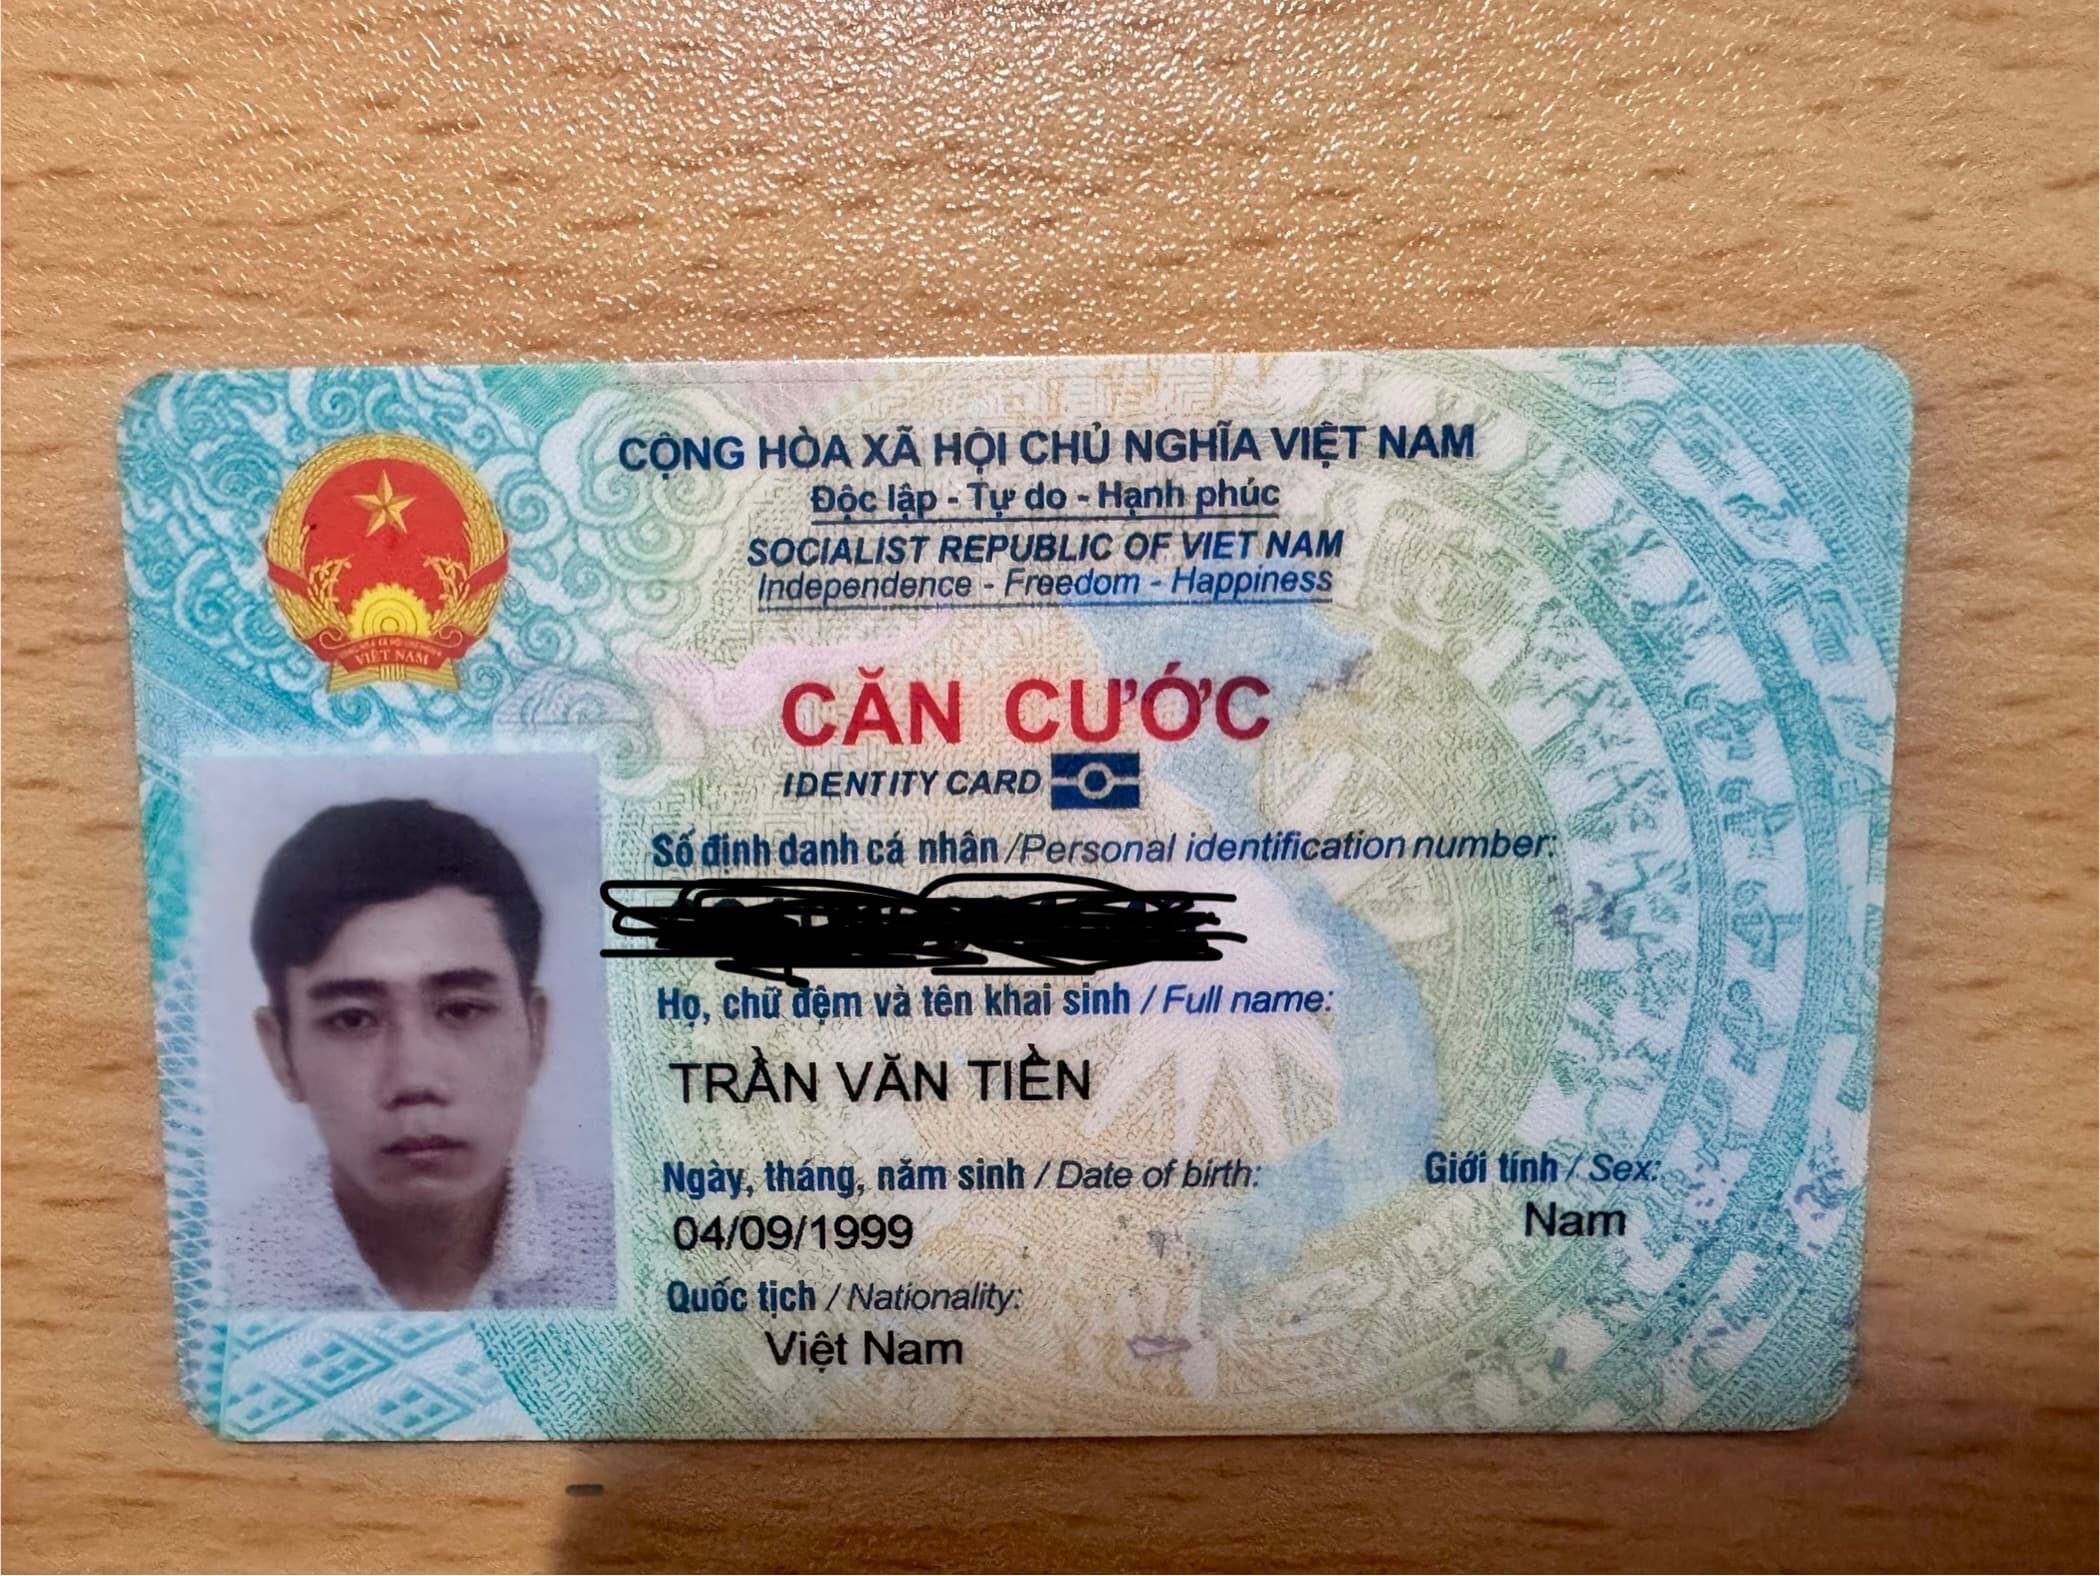 CỘNG HÒA XÃ HỘI CHỦ NGHĨA VIỆT NAM
Độc lập - Tự do - Hạnh phúc
SOCIALIST REPUBLIC OF VIET NAM
Independence - Freedom - Happiness
VIỆT NAM
CĂN CƯỚC
IDENTITY CARD
Số định danh cá nhân / Personal identification number:
Họ, chữ đệm và tên khai sinh / Full name:
TRẦN VĂN TIỀN
Ngày, tháng, năm sinh / Date of birth: Giới tính / Sex:
04/09/1999 Nam
Quốc tịch / Nationality:
Việt Nam